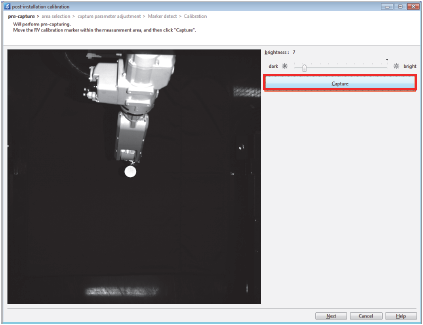 post-installation calibration
pre-capture > area selection > capture parameter adjustment > Marker detect > Calibration
Will perform pre-capturing.
Move the RV calibration marker within the measurement area, and then click "Capture".
brightness : 7
dark bright
Capture
Next Cancel Help